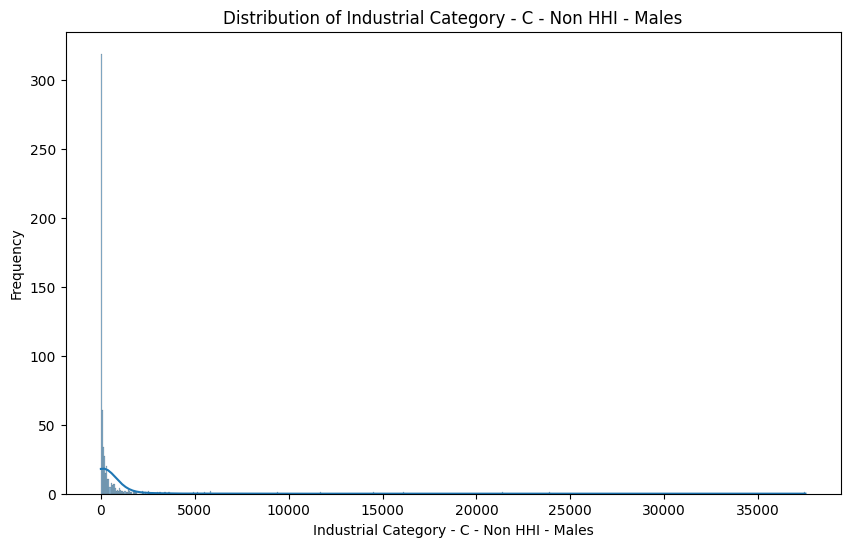 Distribution of Industrial Category - C - Non HHI - Males
Frequency
300
250
200
150
100
50
0
0 5000 10000 15000 20000 25000 30000 35000
Industrial Category - C - Non HHI - Males